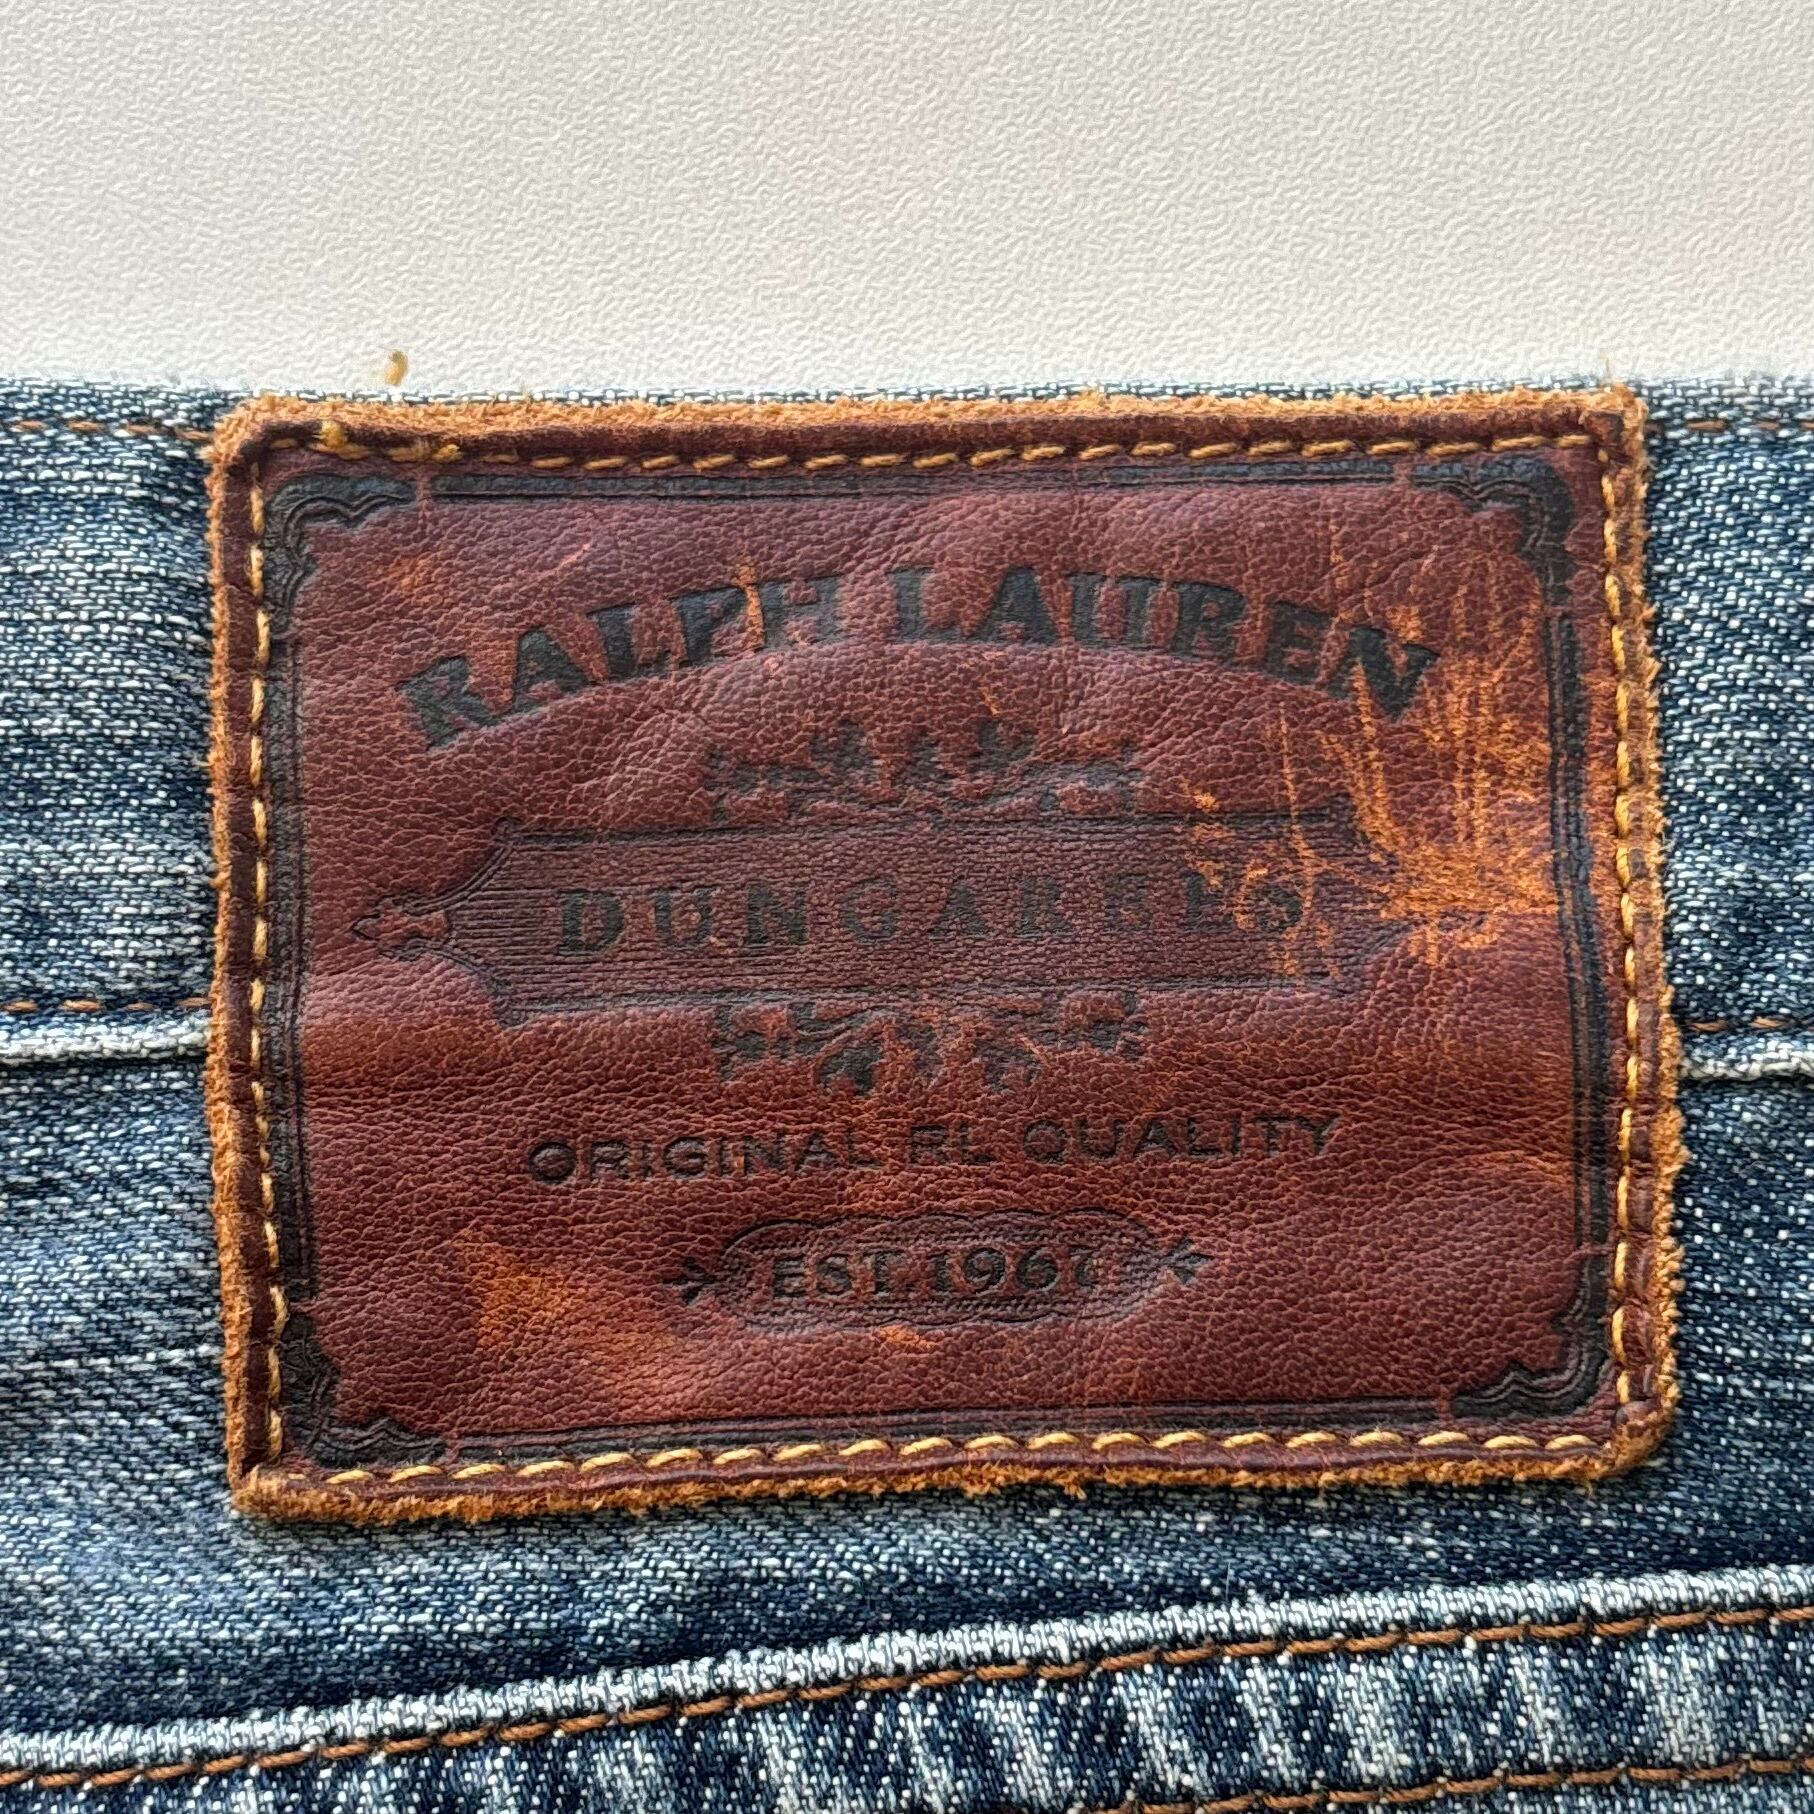 RALPH LAUREN
DUNGAREES
ORIGINAL RL QUALITY
EST. 1967